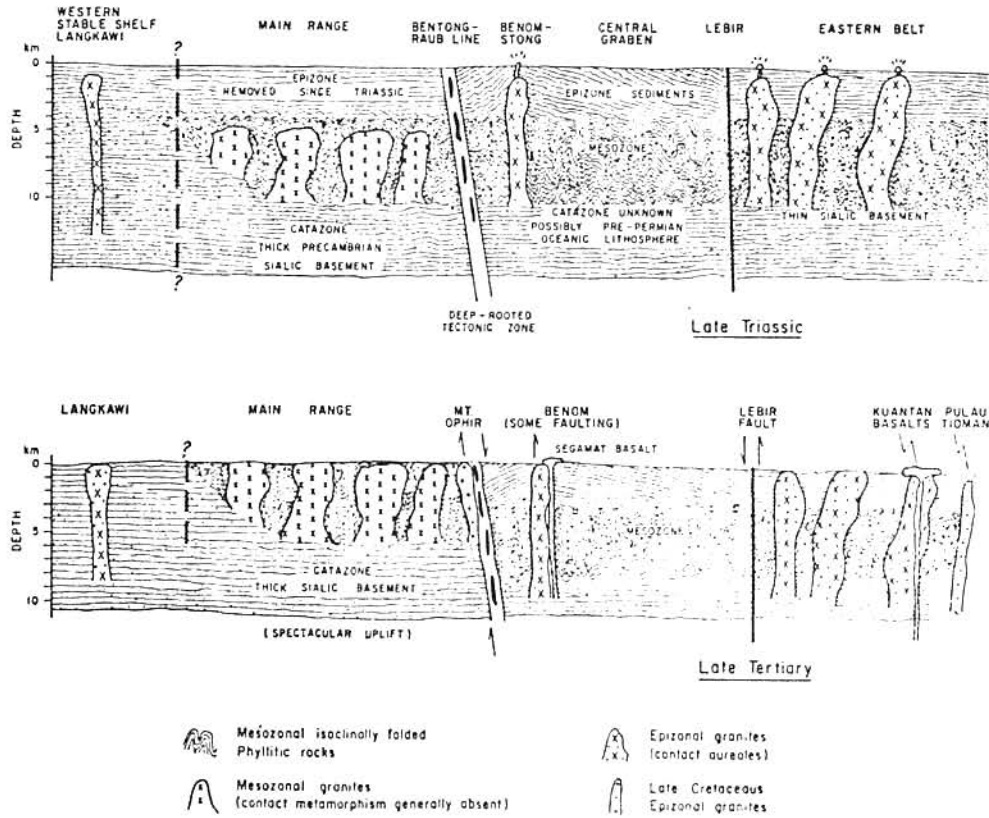 WESTERN
STABLE SHELF
LANGKAWI
?
MAIN RANGE
BENTONG-
RAUB LINE
BENOM-
STONG
CENTRAL
GRABEN
LEBIR
EASTERN BELT
km
0
5
10
DEPTH
EPIZONE
REMOVED SINCE TRIASSIC
EPIZONE SEDIMENTS
MESOZONE
CATAZONE
THICK PRECAMBRIAN
SIALIC BASEMENT
CATAZONE UNKNOWN
POSSIBLY PRE-PERMIAN
OCEANIC LITHOSPHERE
THIN SIALIC BASEMENT
?
DEEP-ROOTED
TECTONIC ZONE
Late Triassic
LANGKAWI
?
MAIN RANGE
MT
OPHIR
BENOM
(SOME FAULTING)
SEGAMAT BASALT
LEBIR
FAULT
KUANTAN
BASALTS
PULAU
TIOMAN
km
0
5
10
DEPTH
MESOZONE
CATAZONE
THICK SIALIC BASEMENT
(SPECTACULAR UPLIFT)
Late Tertiary
Mesozonal isoclinally folded
Phyllitic rocks
Mesozonal granites
(contact metamorphism generally absent)
Epizonal granites
(contact aureoles)
Late Cretaceous
Epizonal granites